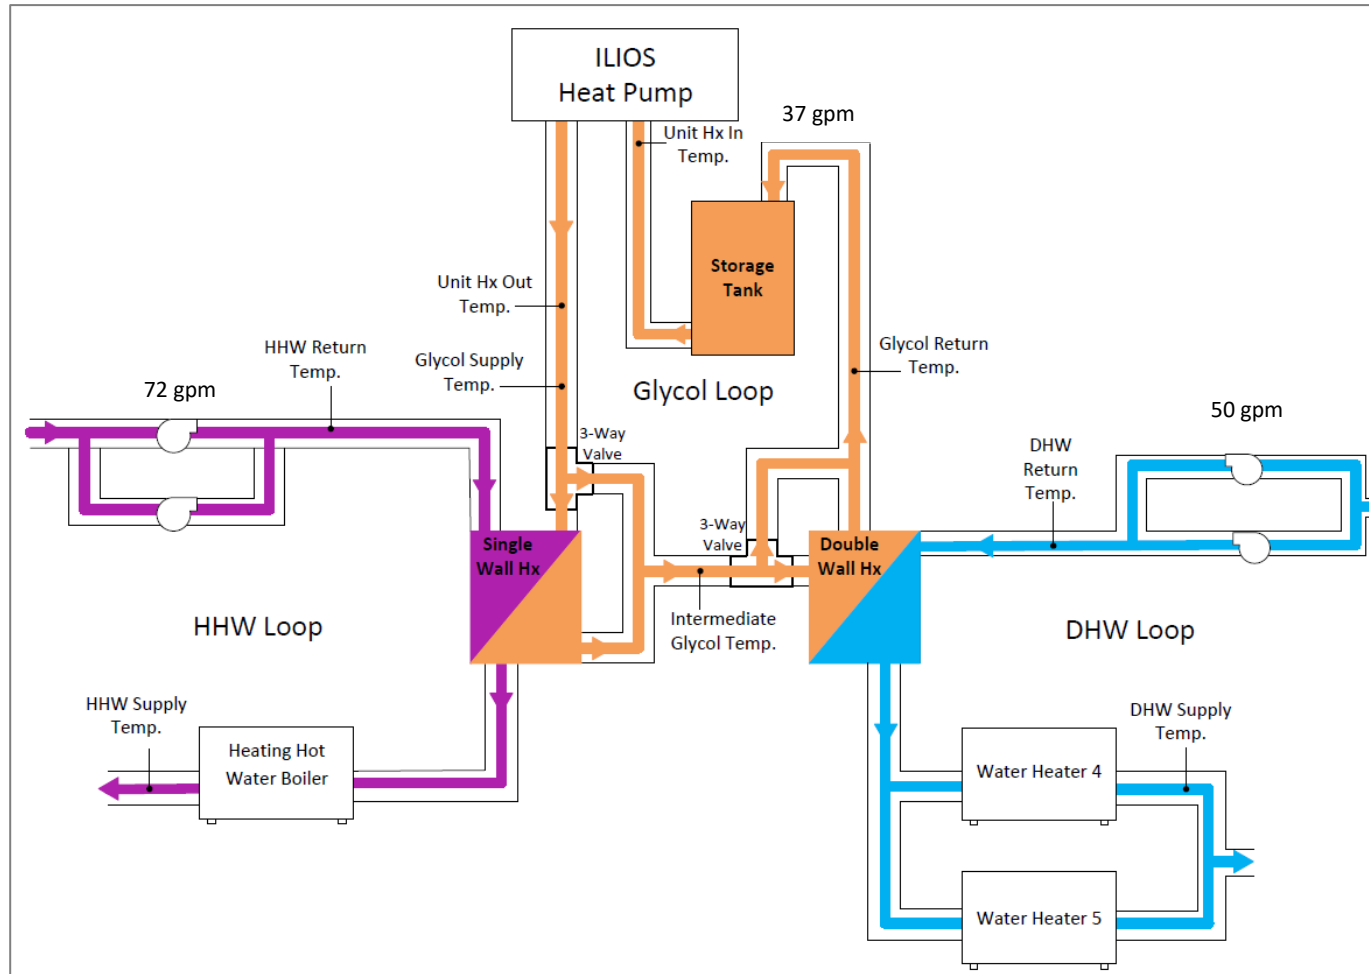 ILIOS
Heat Pump
37 gpm
Unit Hx In
Temp.
Storage
Tank
Unit Hx Out
Temp.
HHW Return
Temp.
Glycol Supply
Temp.
Glycol Return
Temp.
Glycol Loop
72 gpm
50 gpm
3-Way
Valve
DHW
Return
Temp.
3-Way
Valve
Single
Wall Hx
Double
Wall Hx
HHW Loop
Intermediate
Glycol Temp.
DHW Loop
HHW Supply
Temp.
Heating Hot
Water Boiler
DHW Supply
Temp.
Water Heater 4
Water Heater 5